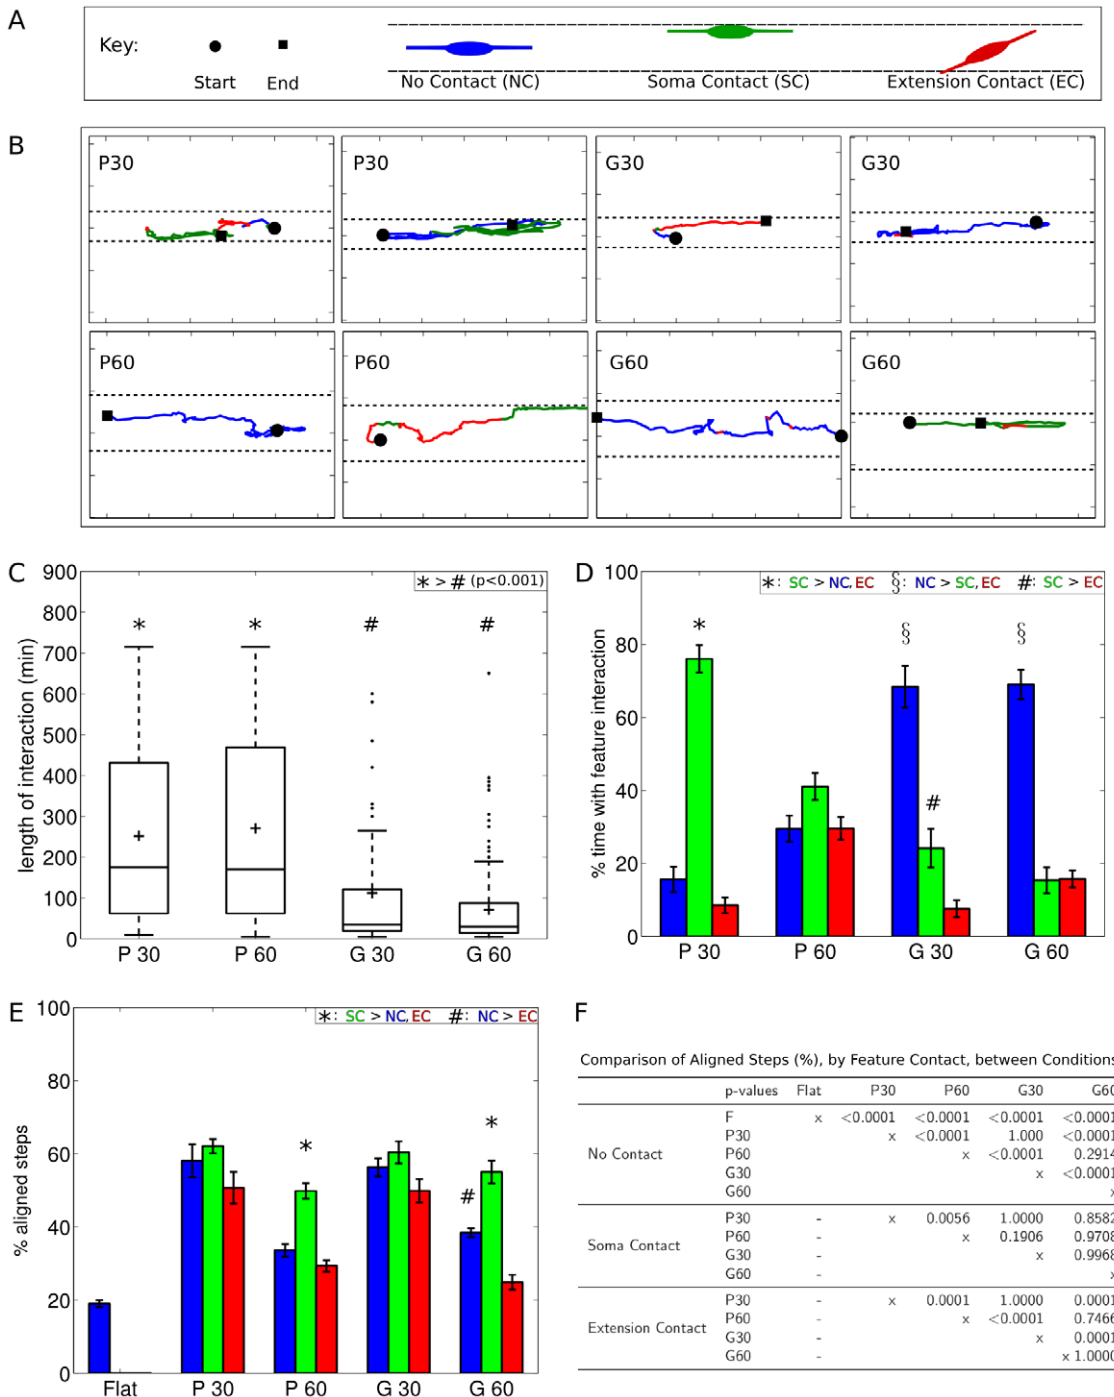 A
Key:
Start
End
No Contact (NC)
Soma Contact (SC)
Extension Contact (EC)
B
P30
P30
G30
G30
P60
P60
G60
G60
C
* > # (p<0.001)
length of interaction (min)
900
800
700
600
500
400
300
200
100
0
P 30
P 60
G 30
G 60
* * # #
D
*: SC > NC, EC §: NC > SC, EC #: SC > EC
% time with feature interaction
100
80
60
40
20
0
P 30
P 60
G 30
G 60
* § # §
E
*: SC > NC, EC #: NC > EC
% aligned steps
100
80
60
40
20
0
Flat
P 30
P 60
G 30
G 60
* # *
F
Comparison of Aligned Steps (%), by Feature Contact, between Conditions
p-values Flat P30 P60 G30 G60
No Contact
F x <0.0001 <0.0001 <0.0001 <0.0001
P30 x <0.0001 1.000 <0.0001
P60 x <0.0001 0.2914
G30 x <0.0001
G60 x
Soma Contact
P30 - x 0.0056 1.0000 0.8582
P60 - x 0.1906 0.9708
G30 - x 0.9968
G60 - x
Extension Contact
P30 - x 0.0001 1.0000 0.0001
P60 - x <0.0001 0.7466
G30 - x 0.0001
G60 - x 1.0000